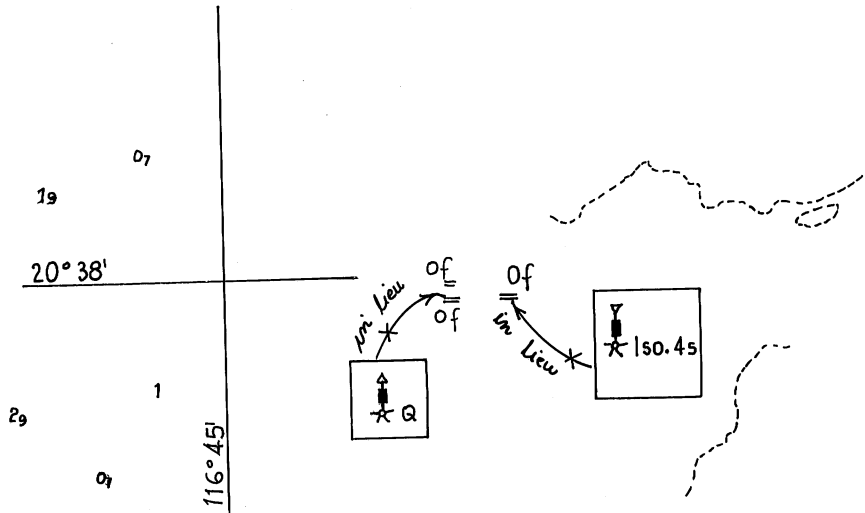 0₇
1₉
20°38'
Of
Of
Of
in lieu
in lieu
Iso.4s
Q
1
2₉
116°45'
0₁